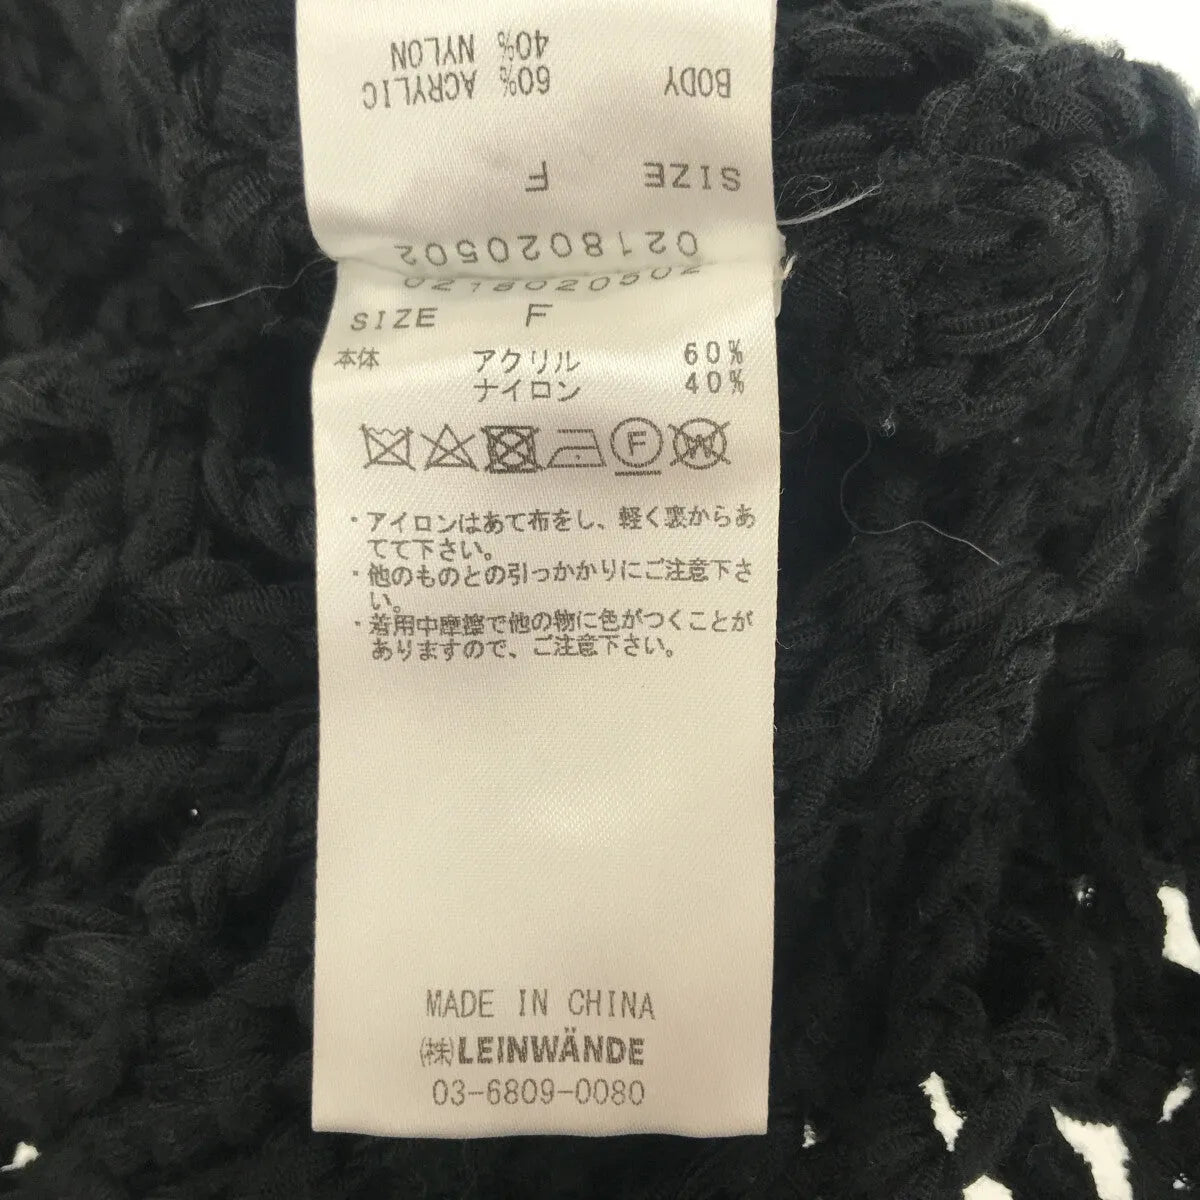 BODY 60% ACRYLIC
40% NYLON
SIZE F
0218020502
0218020502
SIZE F
本体 アクリル 60%
ナイロン 40%
F W
・アイロンはあて布をし、軽く裏からあ
てて下さい。
・他のものとの引っかかりにご注意下さ
い。
・着用中摩擦で他の物に色がつくことが
ありますので、ご注意下さい。
MADE IN CHINA
㈱LEINWÄNDE
03-6809-0080